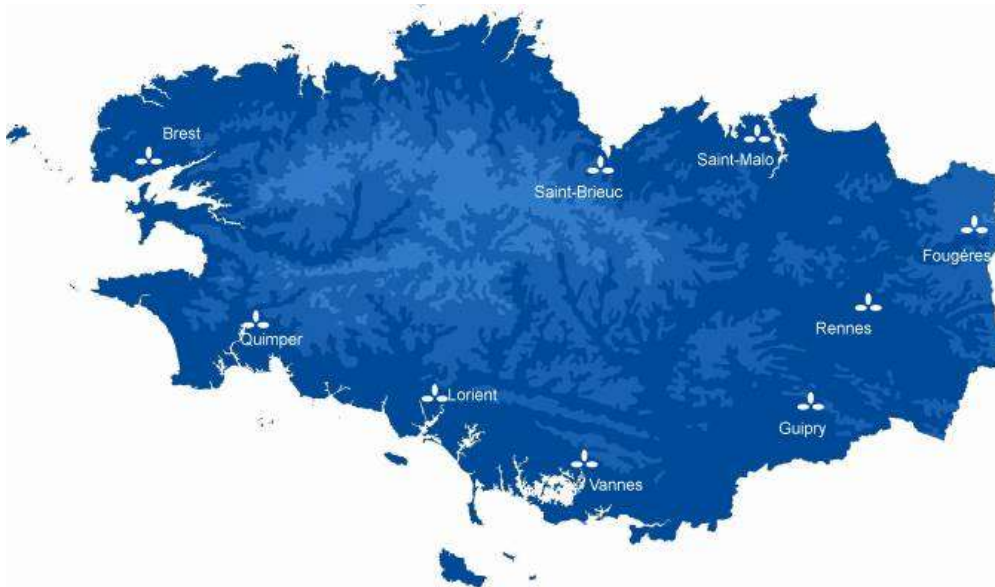 Brest
Saint-Malo
Saint-Brieuc
Fougères
Rennes
Quimper
Lorient
Guipry
Vannes